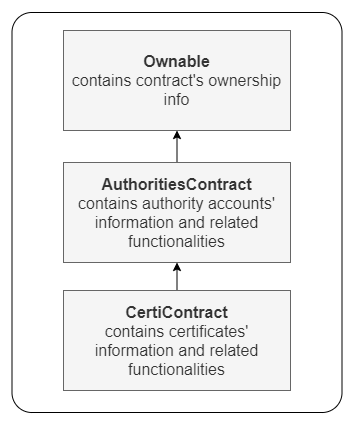 Ownable
contains contract's ownership
info
AuthoritiesContract
contains authority accounts'
information and related
functionalities
CertiContract
contains certificates'
information and related
functionalities